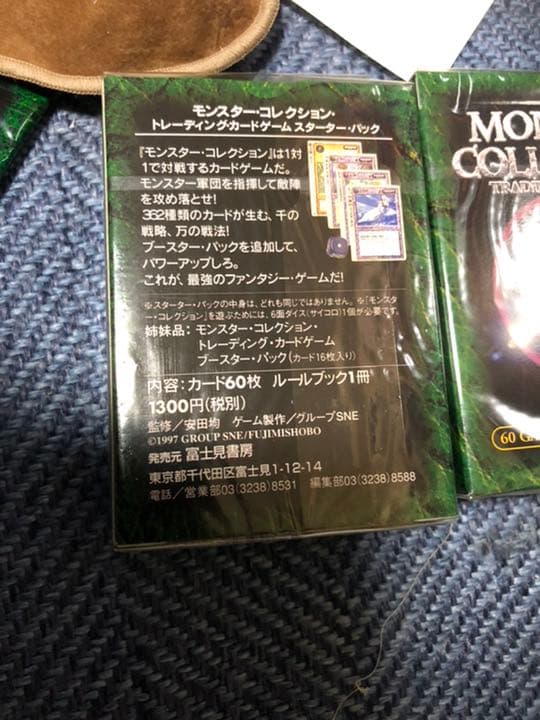 モンスター・コレクション・
トレーディング・カードゲーム スターター・パック
『モンスター・コレクション』は1対
1で対戦するカードゲームだ。
モンスター軍団を指揮して敵陣
を攻め落とせ!
362種類のカードが生む、千の
戦略、万の戦法!
ブースター・パックを追加して、
パワーアップしろ。
これが、最強のファンタジー・ゲームだ!
※スターター・パックの中身は、どれも同じではありません。※『モンスタ
ー・コレクション』を遊ぶためには、6面ダイス(サイコロ)1個が必要です。
姉妹品:モンスター・コレクション・
トレーディング・カードゲーム
ブースター・パック(カード16枚入り)
内容:カード60枚 ルールブック1冊
1300円(税別)
監修/安田均 ゲーム製作/グループSNE
©1997 GROUP SNE/FUJIMISHOBO
発売元 富士見書房
東京都千代田区富士見1-12-14
電話/営業部03(3238)8531 編集部03(3238)8588
MO
COLL
TRAD
60